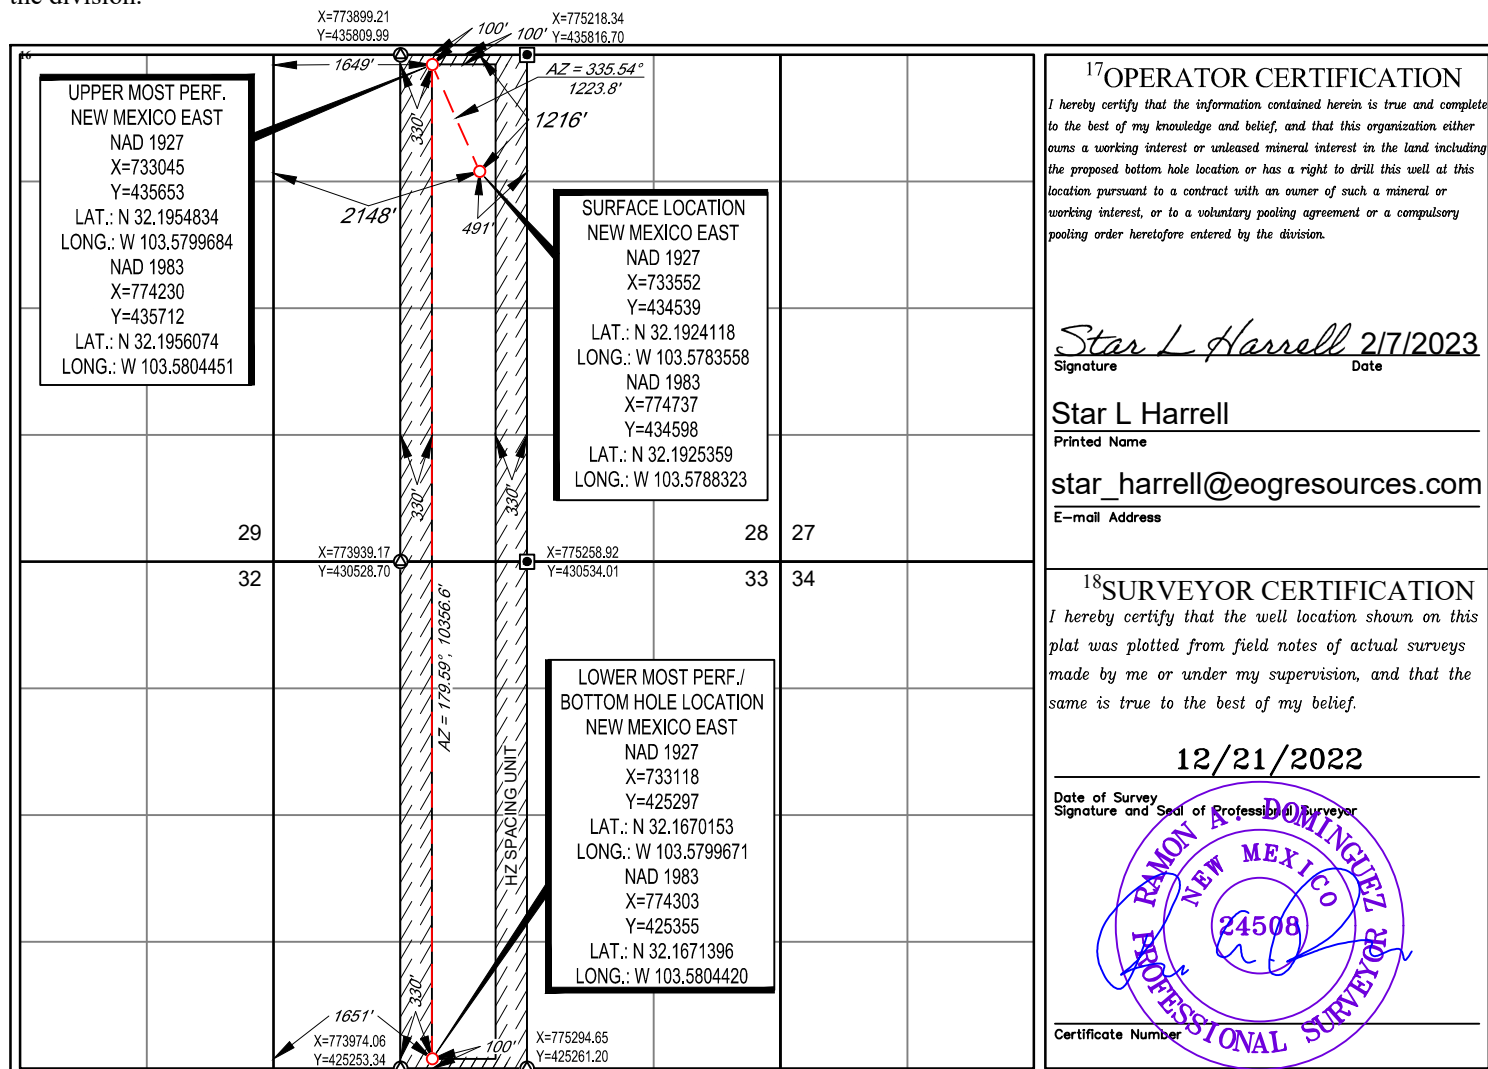 the division.
16
X=773899.21
Y=435809.99
100'
100'
X=775218.34
Y=435816.70
1649'
AZ = 335.54°
1223.8'
330'
1216'
UPPER MOST PERF.
NEW MEXICO EAST
NAD 1927
X=733045
Y=435653
LAT.: N 32.1954834
LONG.: W 103.5799684
NAD 1983
X=774230
Y=435712
LAT.: N 32.1956074
LONG.: W 103.5804451
2148'
491'
SURFACE LOCATION
NEW MEXICO EAST
NAD 1927
X=733552
Y=434539
LAT.: N 32.1924118
LONG.: W 103.5783558
NAD 1983
X=774737
Y=434598
LAT.: N 32.1925359
LONG.: W 103.5788323
330'
330'
29
28
27
X=773939.17
Y=430528.70
X=775258.92
Y=430534.01
32
33
34
AZ = 179.59°, 10356.6'
HZ SPACING UNIT
LOWER MOST PERF./
BOTTOM HOLE LOCATION
NEW MEXICO EAST
NAD 1927
X=733118
Y=425297
LAT.: N 32.1670153
LONG.: W 103.5799671
NAD 1983
X=774303
Y=425355
LAT.: N 32.1671396
LONG.: W 103.5804420
330'
1651'
X=773974.06
Y=425253.34
100'
X=775294.65
Y=425261.20
17OPERATOR CERTIFICATION
I hereby certify that the information contained herein is true and complete
to the best of my knowledge and belief, and that this organization either
owns a working interest or unleased mineral interest in the land including
the proposed bottom hole location or has a right to drill this well at this
location pursuant to a contract with an owner of such a mineral or
working interest, or to a voluntary pooling agreement or a compulsory
pooling order heretofore entered by the division.
Star L Harrell 2/7/2023
Signature Date
Star L Harrell
Printed Name
star_harrell@eogresources.com
E-mail Address
18SURVEYOR CERTIFICATION
I hereby certify that the well location shown on this
plat was plotted from field notes of actual surveys
made by me or under my supervision, and that the
same is true to the best of my belief.
12/21/2022
Date of Survey
Signature and Seal of Professional Surveyor
RAMON A. DOMINGUEZ
NEW MEXICO
24508
PROFESSIONAL SURVEYOR
Certificate Number